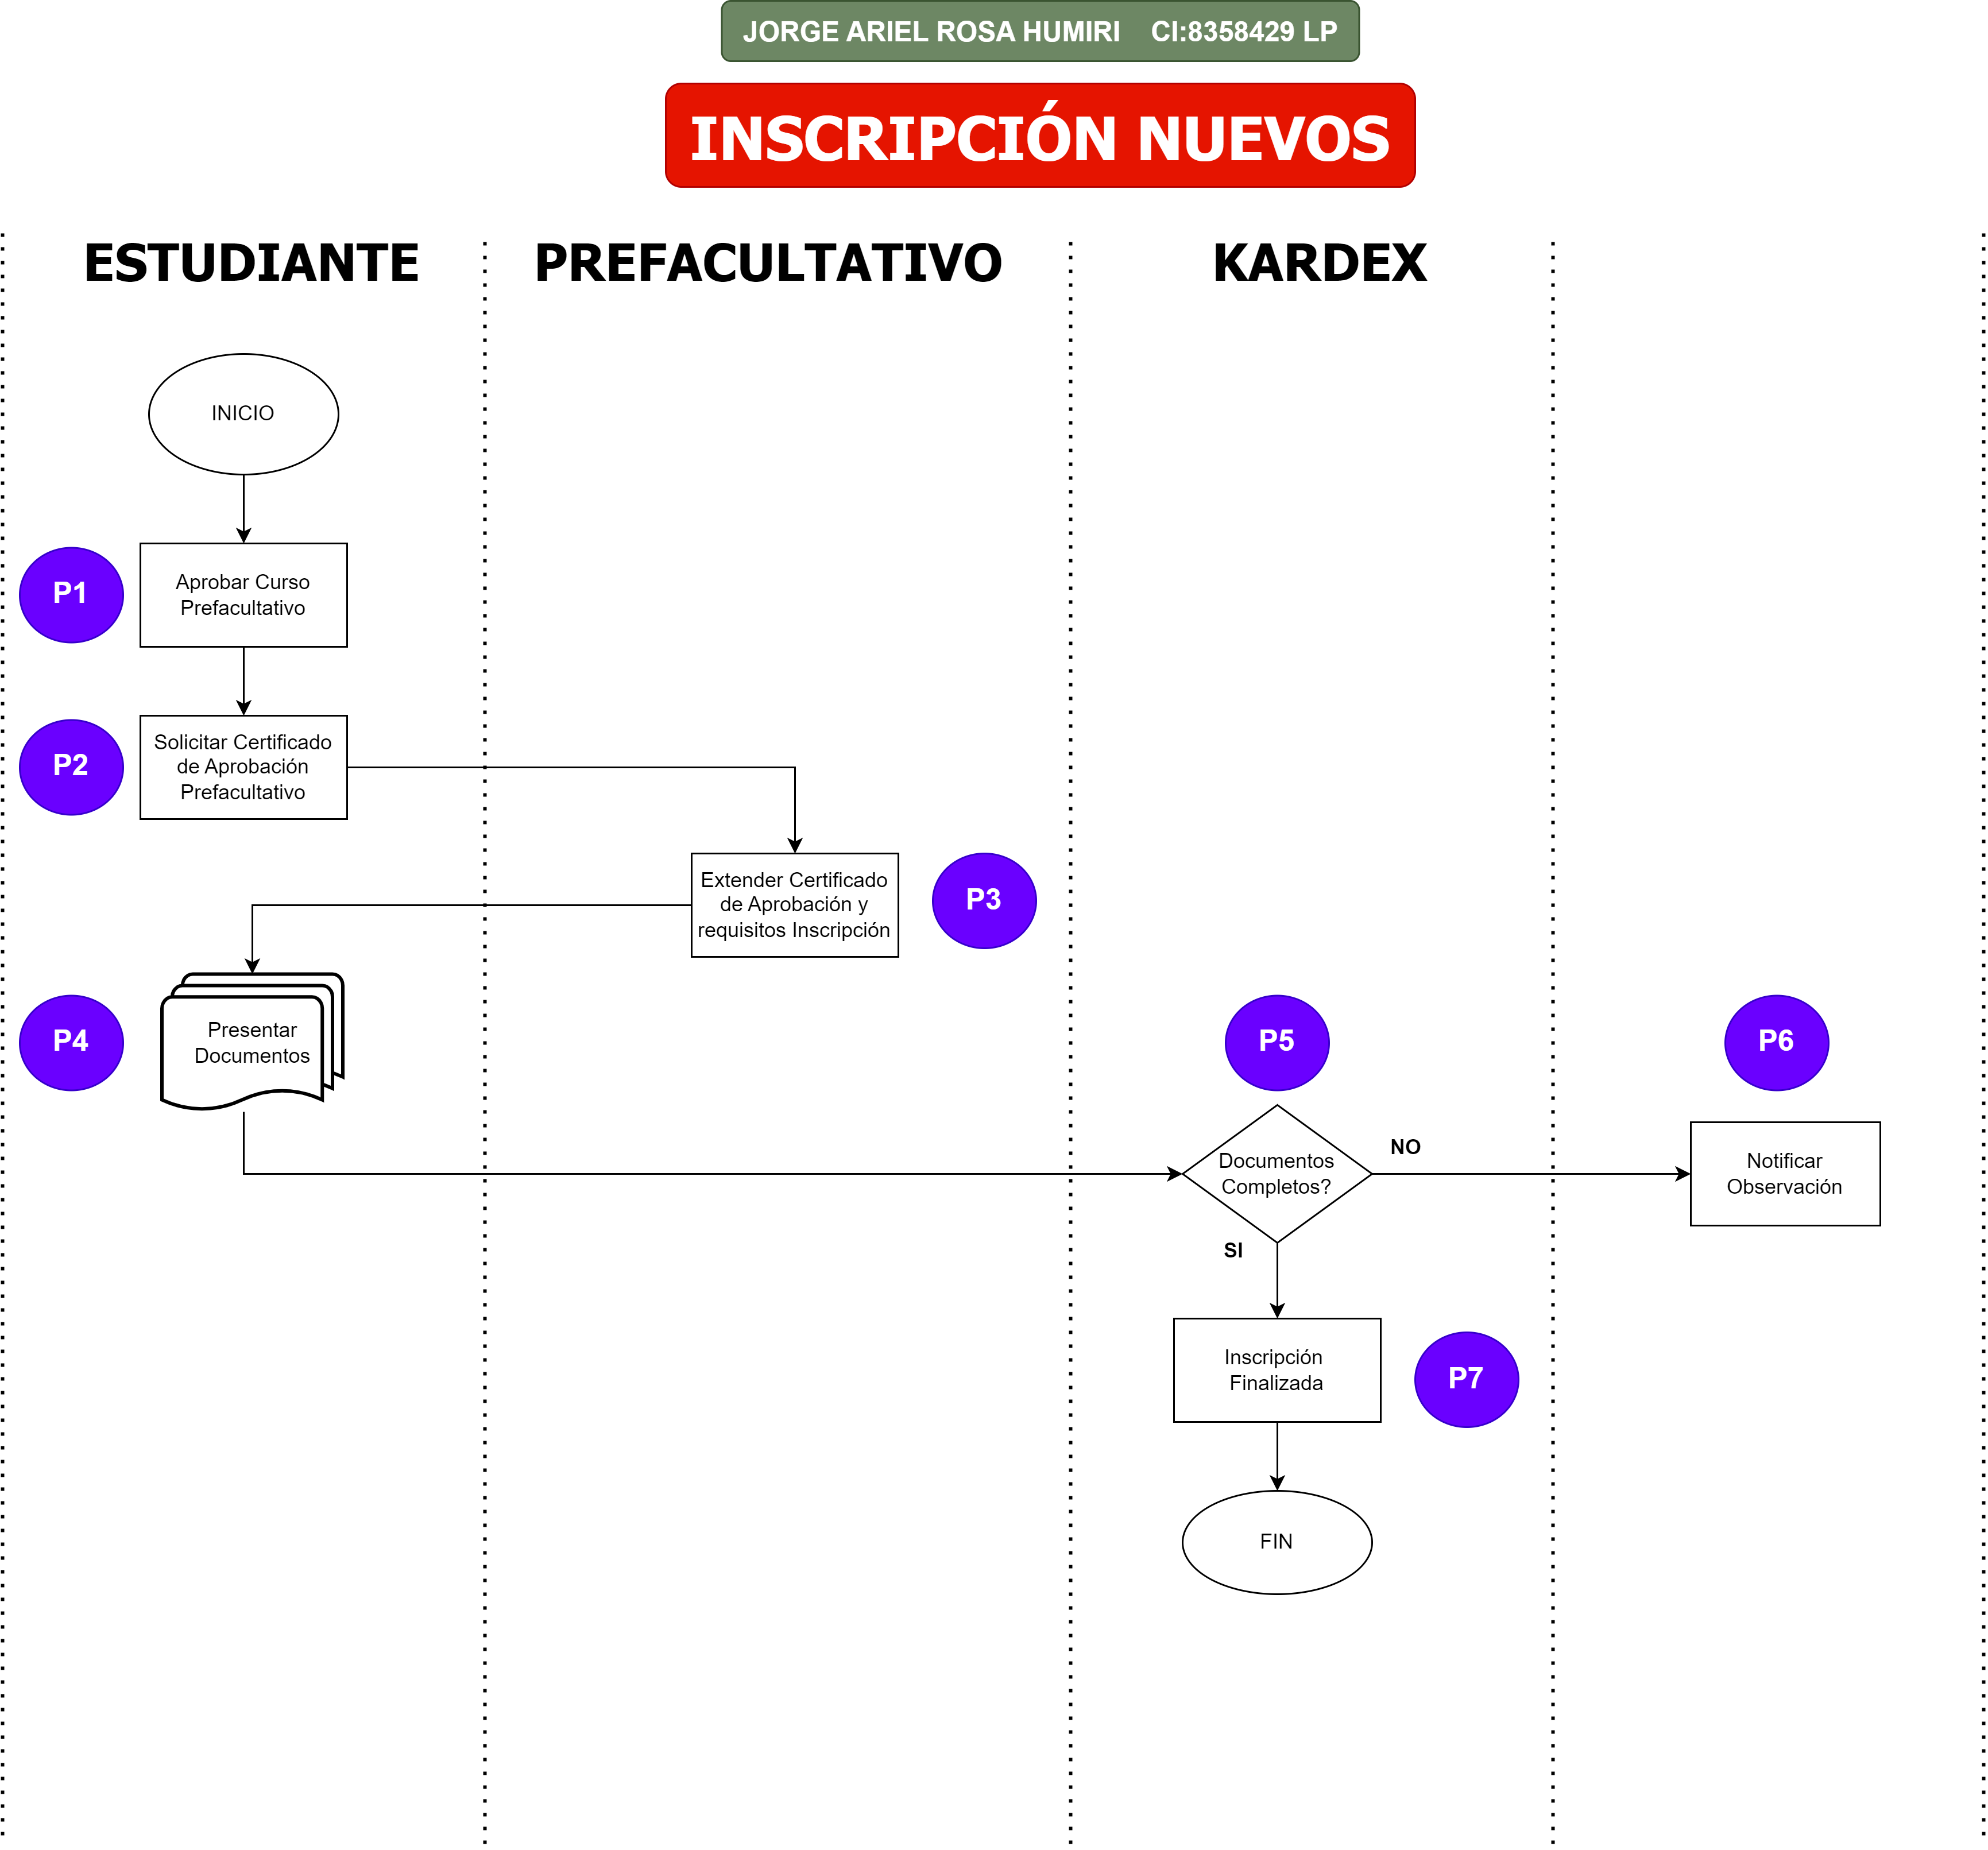 JORGE ARIEL ROSA HUMIRI CI:8358429 LP
INSCRIPCIÓN NUEVOS
ESTUDIANTE
PREFACULTATIVO
KARDEX
INICIO
P1
Aprobar Curso
Prefacultativo
P2
Solicitar Certificado
de Aprobación
Prefacultativo
Extender Certificado
de Aprobación y
requisitos Inscripción
P3
P4
Presentar
Documentos
P5
P6
Documentos
Completos?
NO
Notificar
Observación
SI
Inscripción
Finalizada
P7
FIN